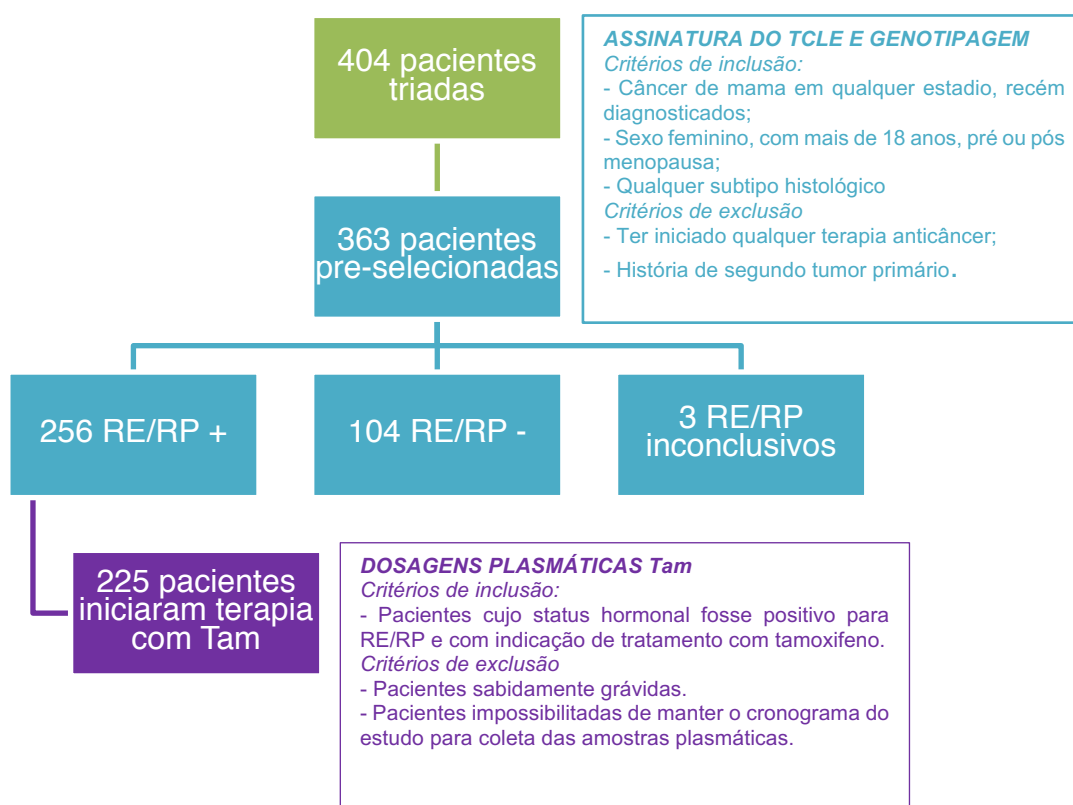 404 pacientes
triadas
ASSINATURA DO TCLE E GENOTIPAGEM
Critérios de inclusão:
- Câncer de mama em qualquer estadio, recém
diagnosticados;
- Sexo feminino, com mais de 18 anos, pré ou pós
menopausa;
- Qualquer subtipo histológico
Critérios de exclusão
- Ter iniciado qualquer terapia anticâncer;
- História de segundo tumor primário.
363 pacientes
pre-selecionadas
256 RE/RP +
104 RE/RP -
3 RE/RP
inconclusivos
225 pacientes
iniciaram terapia
com Tam
DOSAGENS PLASMÁTICAS Tam
Critérios de inclusão:
- Pacientes cujo status hormonal fosse positivo para
RE/RP e com indicação de tratamento com tamoxifeno.
Critérios de exclusão
- Pacientes sabidamente grávidas.
- Pacientes impossibilitadas de manter o cronograma do
estudo para coleta das amostras plasmáticas.